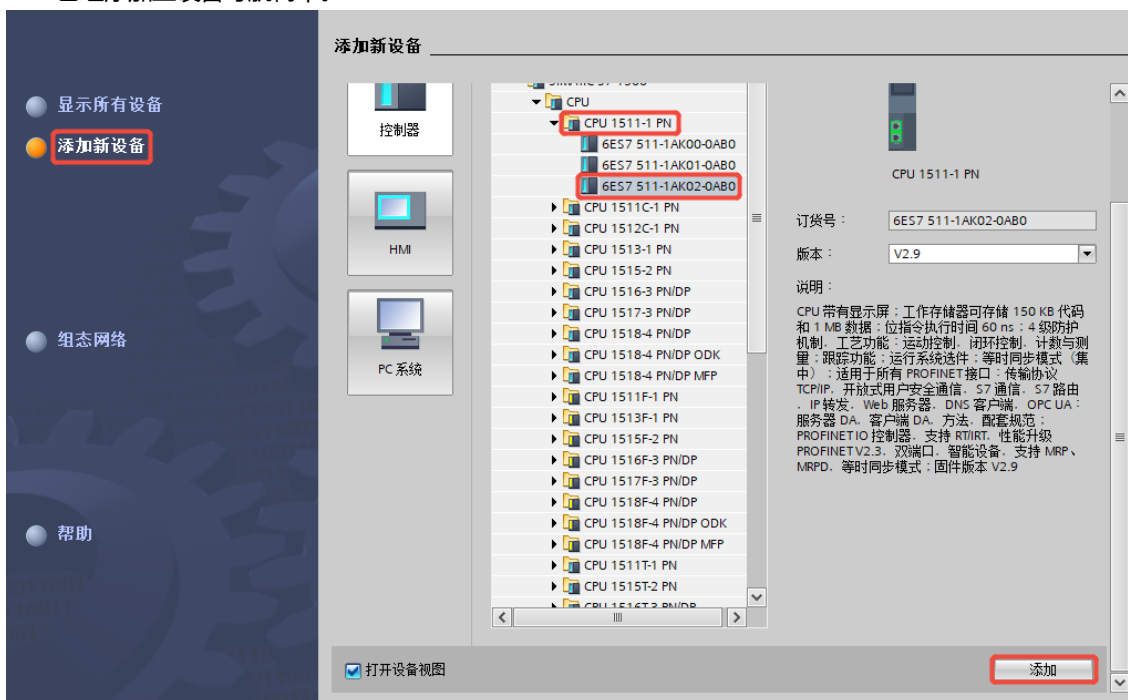 添加新设备
显示所有设备
添加新设备
组态网络
帮助
控制器
HMI
PC 系统
CPU
CPU 1511-1 PN
6ES7 511-1AK00-0AB0
6ES7 511-1AK01-0AB0
6ES7 511-1AK02-0AB0
CPU 1511C-1 PN
CPU 1512C-1 PN
CPU 1513-1 PN
CPU 1515-2 PN
CPU 1516-3 PN/DP
CPU 1517-3 PN/DP
CPU 1518-4 PN/DP
CPU 1518-4 PN/DP ODK
CPU 1518-4 PN/DP MFP
CPU 1511F-1 PN
CPU 1513F-1 PN
CPU 1515F-2 PN
CPU 1516F-3 PN/DP
CPU 1517F-3 PN/DP
CPU 1518F-4 PN/DP
CPU 1518F-4 PN/DP ODK
CPU 1518F-4 PN/DP MFP
CPU 1511T-1 PN
CPU 1515T-2 PN
CPU 1516T-3 PN/DP
CPU 1511-1 PN
订货号：
6ES7 511-1AK02-0AB0
版本：
V2.9
说明：
CPU 带有显示屏；工作存储器可存储 150 KB 代码
和 1 MB 数据；位指令执行时间 60 ns；4 级防护
机制，工艺功能：运动控制，闭环控制，计数与测
量；跟踪功能；运行系统选件；等时同步模式（集
中）；适用于所有 PROFINET 接口：传输协议
TCP/IP，开放式用户安全通信，S7 通信，S7 路由
，IP 转发，Web 服务器，DNS 客户端，OPC UA：
服务器 DA，客户端 DA，方法，配套规范；
PROFINET IO 控制器，支持 RT/IRT，性能升级
PROFINET V2.3，双端口，智能设备，支持 MRP、
MRPD，等时同步模式；固件版本 V2.9
打开设备视图
添加